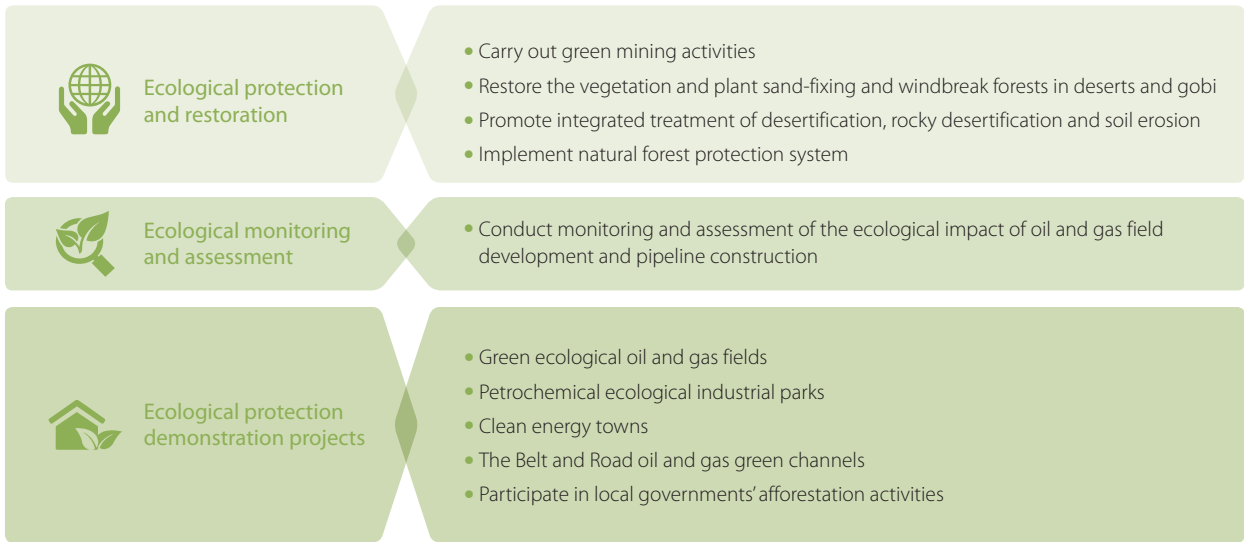 Ecological protection
and restoration
• Carry out green mining activities
• Restore the vegetation and plant sand-fixing and windbreak forests in deserts and gobi
• Promote integrated treatment of desertification, rocky desertification and soil erosion
• Implement natural forest protection system
Ecological monitoring
and assessment
• Conduct monitoring and assessment of the ecological impact of oil and gas field
development and pipeline construction
Ecological protection
demonstration projects
• Green ecological oil and gas fields
• Petrochemical ecological industrial parks
• Clean energy towns
• The Belt and Road oil and gas green channels
• Participate in local governments’ afforestation activities